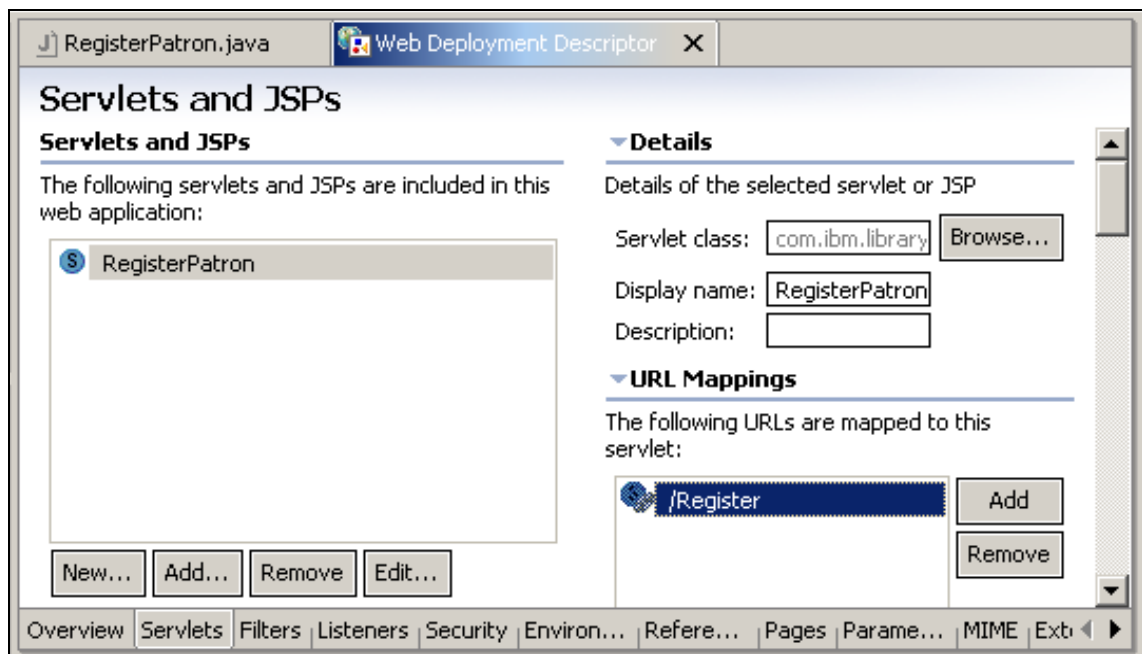 RegisterPatron.java
Web Deployment Descriptor
Servlets and JSPs
Servlets and JSPs
The following servlets and JSPs are included in this
web application:
RegisterPatron
New... Add... Remove Edit...
Details
Details of the selected servlet or JSP
Servlet class: com.ibm.library Browse...
Display name: RegisterPatron
Description:
URL Mappings
The following URLs are mapped to this
servlet:
/Register
Add
Remove
Overview Servlets Filters Listeners Security Environ... Refere... Pages Parame... MIME Ext